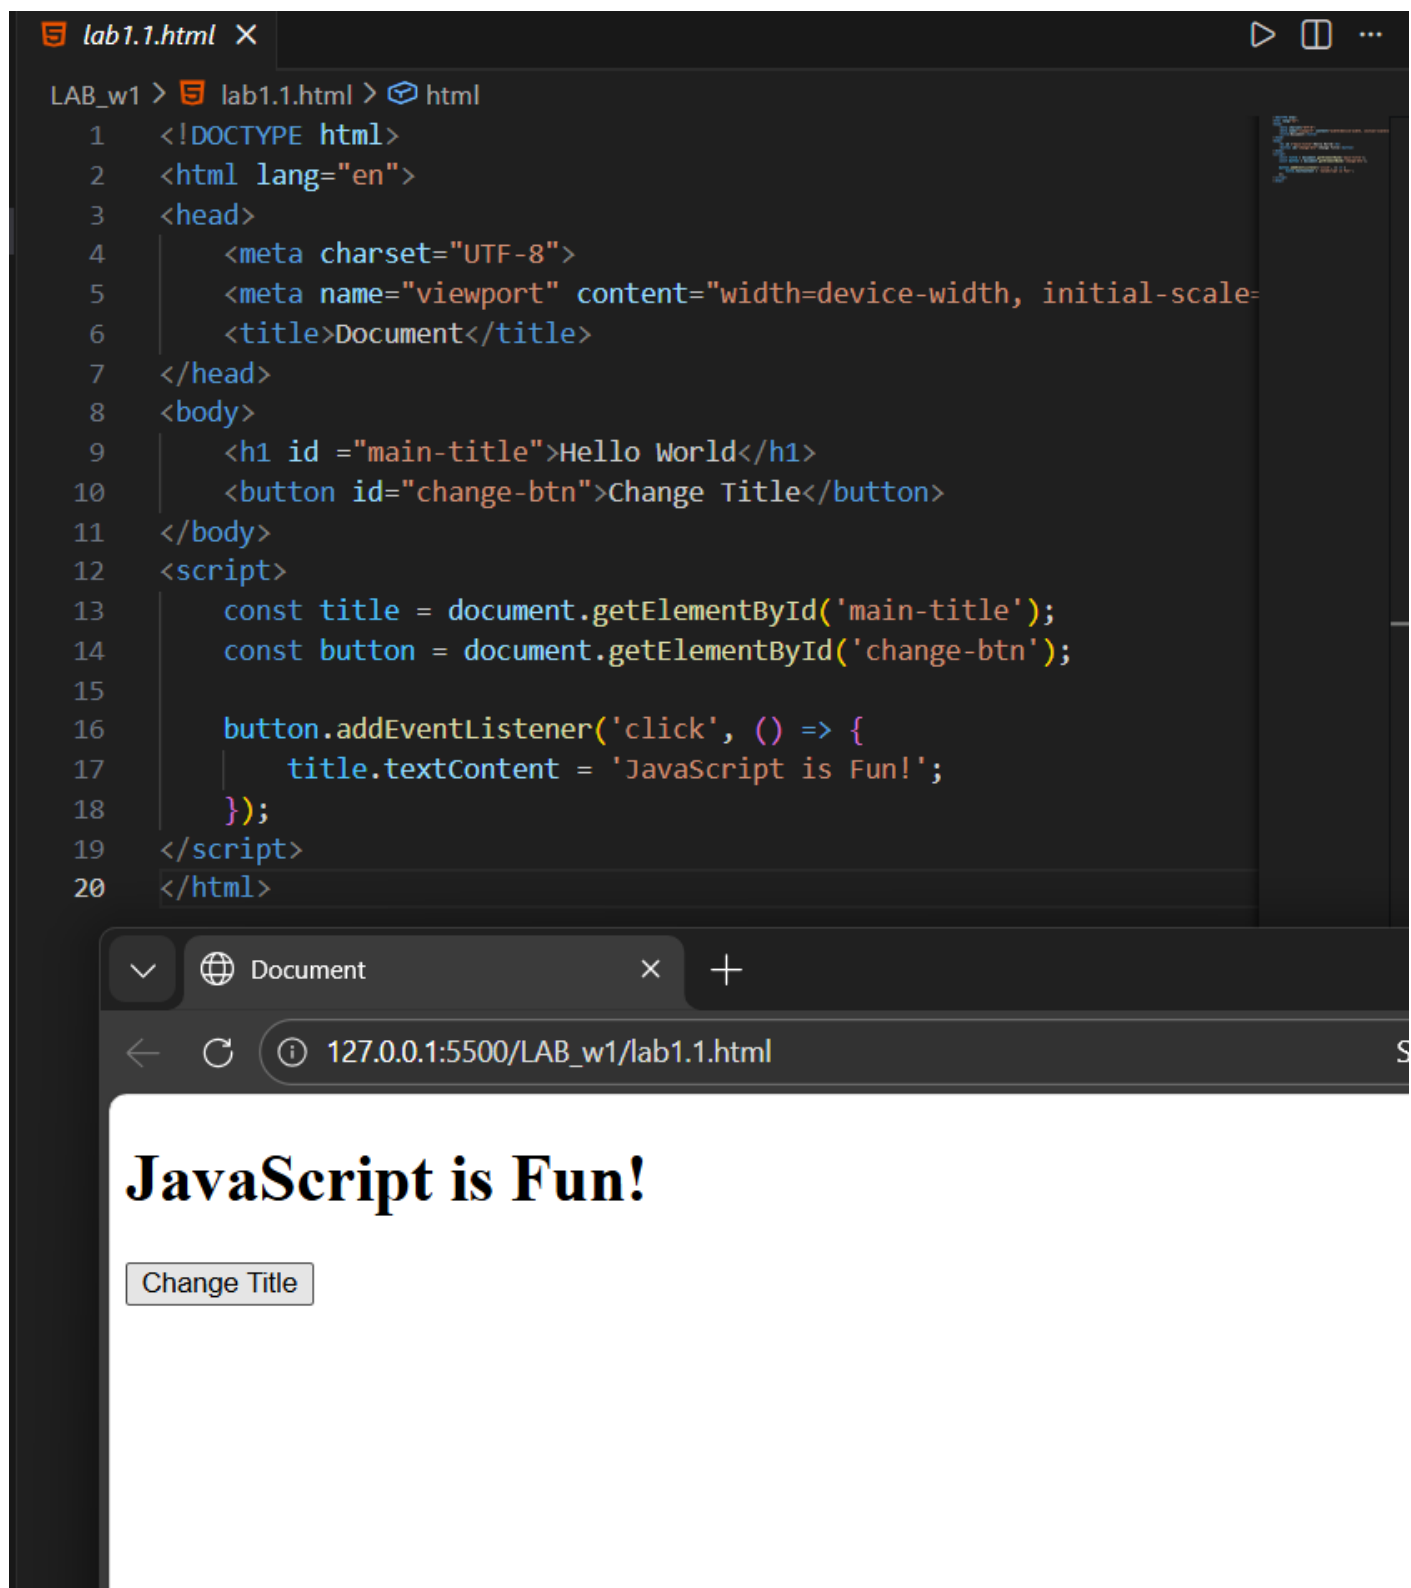 lab1.1.html
LAB_w1 > lab1.1.html > html
1 <!DOCTYPE html>
2 <html lang="en">
3 <head>
4     <meta charset="UTF-8">
5     <meta name="viewport" content="width=device-width, initial-scale=
6     <title>Document</title>
7 </head>
8 <body>
9     <h1 id ="main-title">Hello World</h1>
10     <button id="change-btn">Change Title</button>
11 </body>
12 <script>
13     const title = document.getElementById('main-title');
14     const button = document.getElementById('change-btn');
15
16     button.addEventListener('click', () => {
17         title.textContent = 'JavaScript is Fun!';
18     });
19 </script>
20 </html>
Document
127.0.0.1:5500/LAB_w1/lab1.1.html
JavaScript is Fun!
Change Title